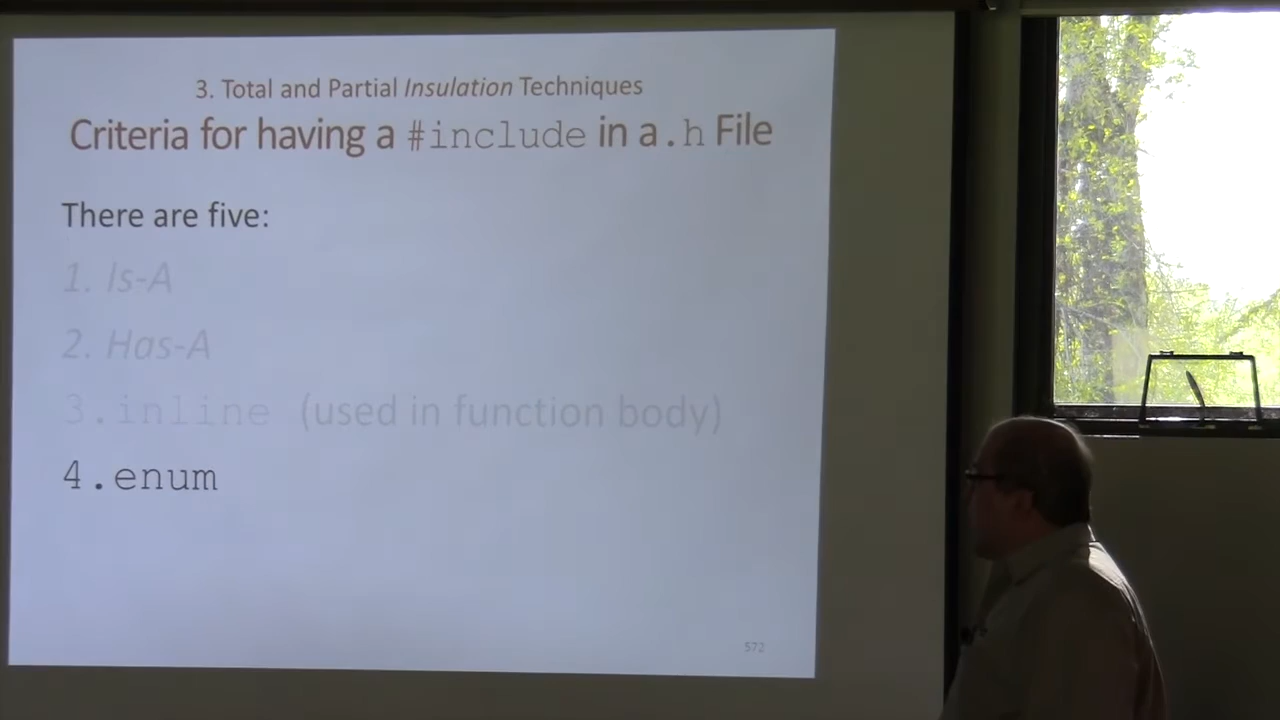 3. Total and Partial Insulation Techniques
Criteria for having a #include in a .h File
There are five:
1. Is-A
2. Has-A
3.inline (used in function body)
4.enum
572